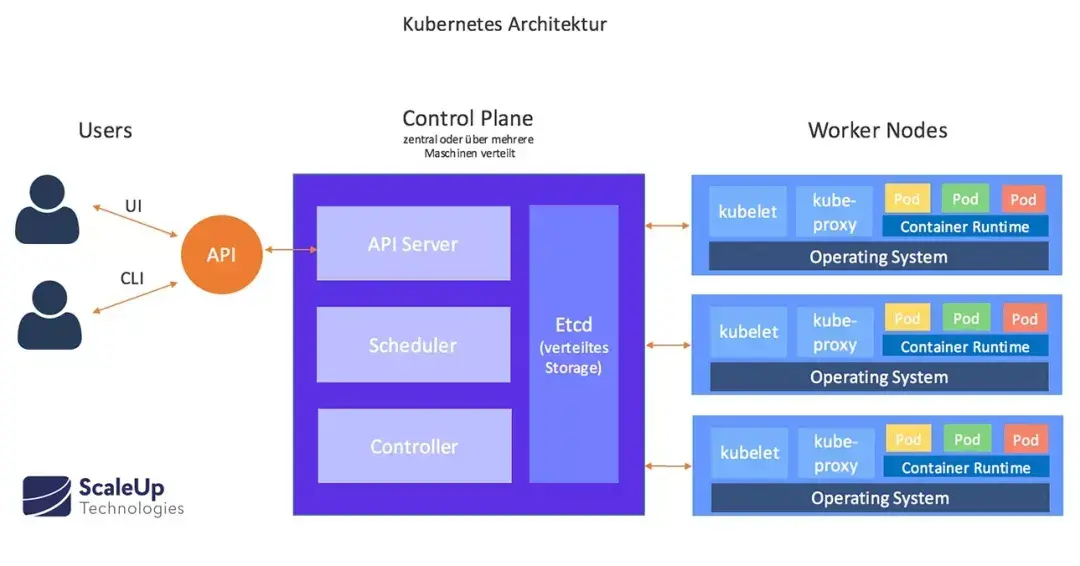 Kubernetes Architektur
Users
Control Plane
zentral oder über mehrere
Maschinen verteilt
Worker Nodes
UI
CLI
API
API Server
Scheduler
Controller
Etcd
(verteiltes
Storage)
kubelet
kube-
proxy
Pod
Pod
Pod
Container Runtime
Operating System
kubelet
kube-
proxy
Pod
Pod
Pod
Container Runtime
Operating System
kubelet
kube-
proxy
Pod
Pod
Pod
Container Runtime
Operating System
ScaleUp
Technologies